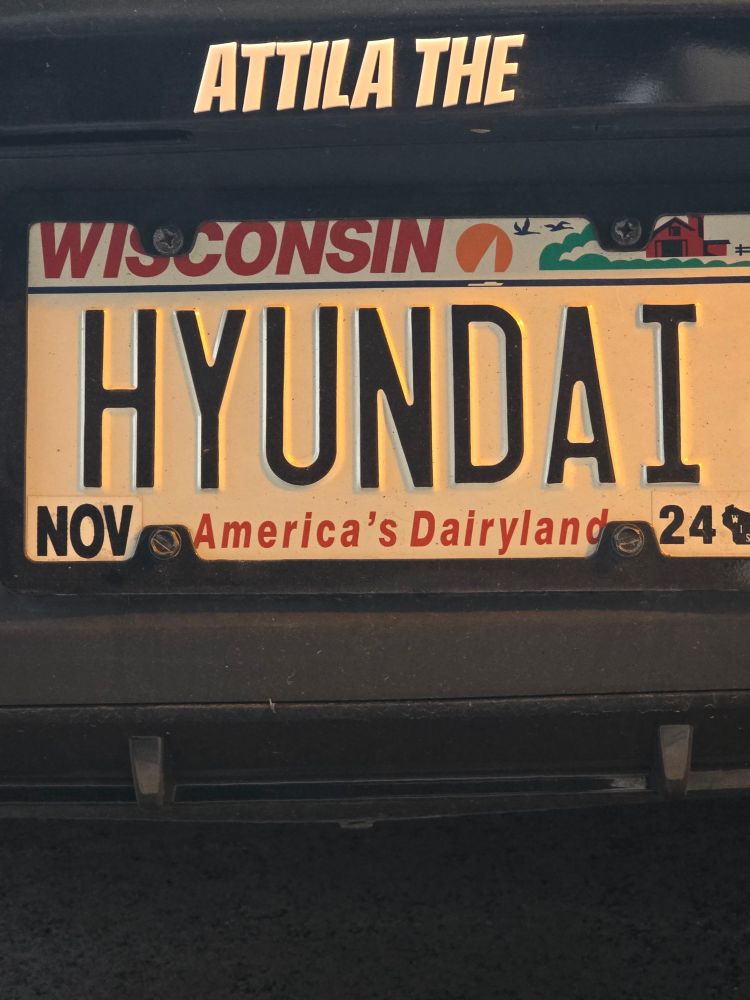 ATTILA THE
WISCONSIN
HYUNDAI
NOV America's Dairyland 24